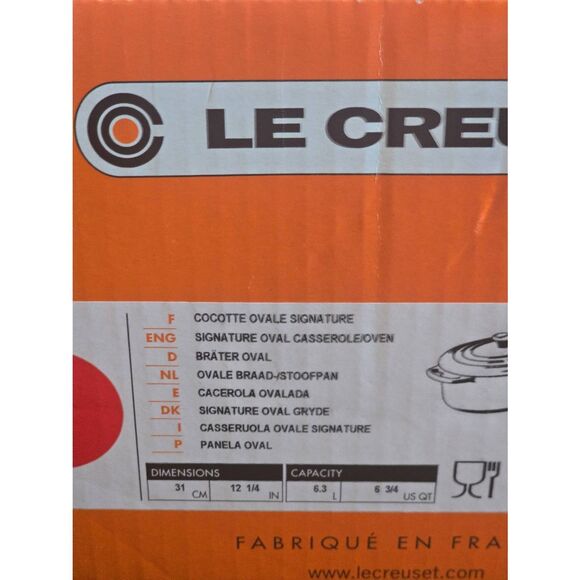 LE CREU
F COCOTTE OVALE SIGNATURE
ENG SIGNATURE OVAL CASSEROLE/OVEN
D BRÄTER OVAL
NL OVALE BRAAD-/STOOFPAN
E CACEROLA OVALADA
DK SIGNATURE OVAL GRYDE
I CASSERUOLA OVALE SIGNATURE
P PANELA OVAL
DIMENSIONS CAPACITY
31 CM 12 1/4 IN 6.3 L 6 3/4 US QT
FABRIQUÉ EN FRA
www.lecreuset.com